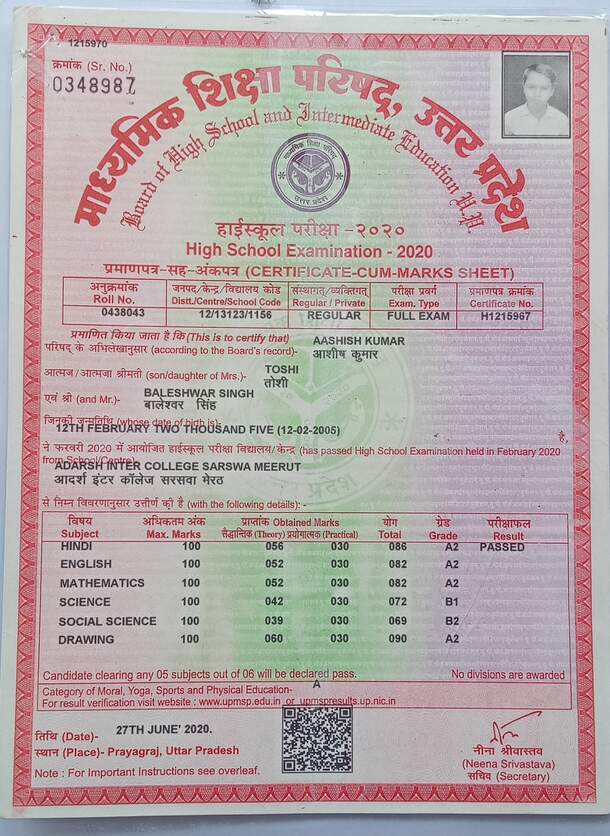 1215970
क्रमांक (Sr. No.)
0348987
माध्यमिक शिक्षा परिषद्, उत्तर प्रदेश
Board of High School and Intermediate Education U.P.
माध्यमिक शिक्षा परिषद्
उत्तर प्रदेश
हाईस्कूल परीक्षा -२०२०
High School Examination - 2020
प्रमाणपत्र-सह-अंकपत्र (CERTIFICATE-CUM-MARKS SHEET)
अनुक्रमांक जनपद/केन्द्र/विद्यालय कोड संस्थागत/व्यक्तिगत् परीक्षा प्रवर्ग प्रमाणपत्र क्रमांक
Roll No. Distt./Centre/School Code Regular / Private Exam. Type Certificate No.
0438043 12/13123/1156 REGULAR FULL EXAM H1215967
प्रमाणित किया जाता है कि (This is to certify that) AASHISH KUMAR
परिषद के अभिलेखानुसार (according to the Board's record)- आशीष कुमार
आत्मज/आत्मजा श्रीमती (son/daughter of Mrs.)- TOSHI
तोशी
एवं श्री (and Mr.)- BALESHWAR SINGH
बालेश्वर सिंह
जिनकी जन्मतिथि (whose date of birth is)-
12TH FEBRUARY TWO THOUSAND FIVE (12-02-2005) है,
ने फरवरी 2020 में आयोजित हाईस्कूल परीक्षा विद्यालय/केन्द्र (has passed High School Examination held in February 2020
from School/Centre)-
ADARSH INTER COLLEGE SARSWA MEERUT
आदर्श इंटर कॉलेज सरसवा मेरठ
प्रदेश
से निम्न विवरणानुसार उत्तीर्ण की है (with the following details): -
विषय अधिकतम अंक प्राप्तांक Obtained Marks योग ग्रेड परीक्षाफल
Subject Max. Marks सैद्धान्तिक (Theory) प्रयोगात्मक (Practical) Total Grade Result
HINDI 100 056 030 086 A2 PASSED
ENGLISH 100 052 030 082 A2
MATHEMATICS 100 052 030 082 A2
SCIENCE 100 042 030 072 B1
SOCIAL SCIENCE 100 039 030 069 B2
DRAWING 100 060 030 090 A2
Candidate clearing any 05 subjects out of 06 will be declared pass. No divisions are awarded
Category of Moral, Yoga, Sports and Physical Education- A
For result verification visit website : www.upmsp.edu.in or upmspresults.up.nic.in
तिथि (Date)- 27TH JUNE' 2020.
स्थान (Place)- Prayagraj, Uttar Pradesh
नीना श्रीवास्तव
(Neena Srivastava)
सचिव (Secretary)
Note : For Important Instructions see overleaf.